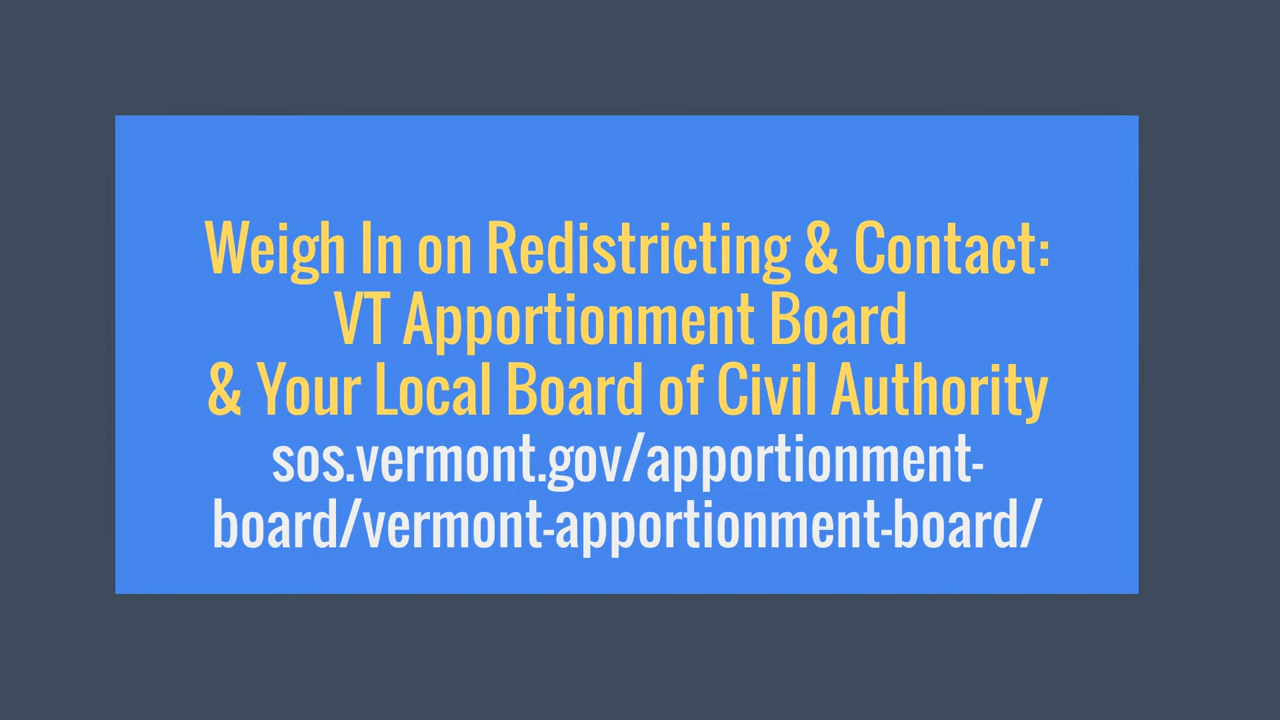 Weigh In on Redistricting & Contact:
VT Apportionment Board
& Your Local Board of Civil Authority
sos.vermont.gov/apportionment-
board/vermont-apportionment-board/